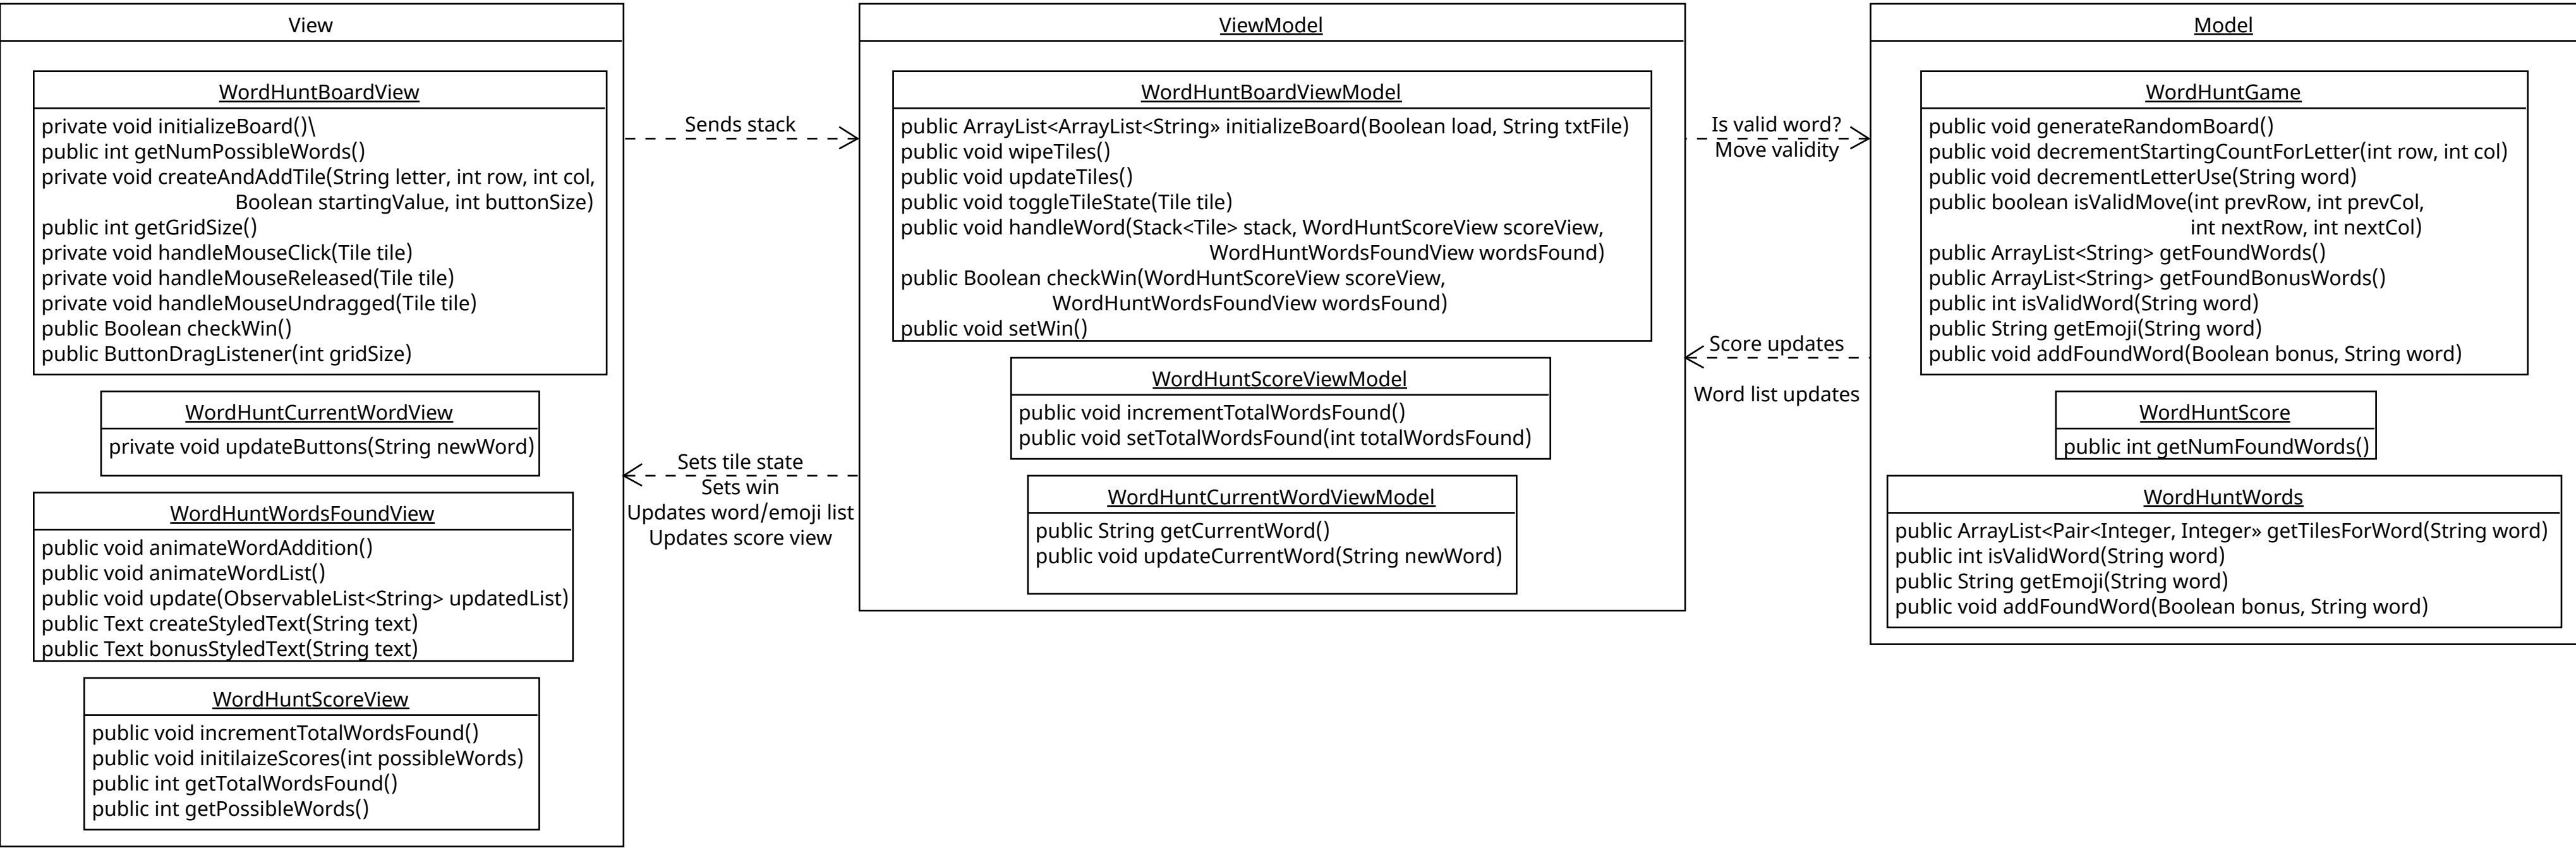 View
WordHuntBoardView
private void initializeBoard()\
public int getNumPossibleWords()
private void createAndAddTile(String letter, int row, int col,
Boolean startingValue, int buttonSize)
public int getGridSize()
private void handleMouseClick(Tile tile)
private void handleMouseReleased(Tile tile)
private void handleMouseUndragged(Tile tile)
public Boolean checkWin()
public ButtonDragListener(int gridSize)
WordHuntCurrentWordView
private void updateButtons(String newWord)
WordHuntWordsFoundView
public void animateWordAddition()
public void animateWordList()
public void update(ObservableList<String> updatedList)
public Text createStyledText(String text)
public Text bonusStyledText(String text)
WordHuntScoreView
public void incrementTotalWordsFound()
public void initilaizeScores(int possibleWords)
public int getTotalWordsFound()
public int getPossibleWords()
Sends stack
Sets tile state
Sets win
Updates word/emoji list
Updates score view
ViewModel
WordHuntBoardViewModel
public ArrayList<ArrayList<String» initializeBoard(Boolean load, String txtFile)
public void wipeTiles()
public void updateTiles()
public void toggleTileState(Tile tile)
public void handleWord(Stack<Tile> stack, WordHuntScoreView scoreView,
WordHuntWordsFoundView wordsFound)
public Boolean checkWin(WordHuntScoreView scoreView,
WordHuntWordsFoundView wordsFound)
public void setWin()
WordHuntScoreViewModel
public void incrementTotalWordsFound()
public void setTotalWordsFound(int totalWordsFound)
WordHuntCurrentWordViewModel
public String getCurrentWord()
public void updateCurrentWord(String newWord)
Is valid word?
Move validity
Score updates
Word list updates
Model
WordHuntGame
public void generateRandomBoard()
public void decrementStartingCountForLetter(int row, int col)
public void decrementLetterUse(String word)
public boolean isValidMove(int prevRow, int prevCol,
int nextRow, int nextCol)
public ArrayList<String> getFoundWords()
public ArrayList<String> getFoundBonusWords()
public int isValidWord(String word)
public String getEmoji(String word)
public void addFoundWord(Boolean bonus, String word)
WordHuntScore
public int getNumFoundWords()
WordHuntWords
public ArrayList<Pair<Integer, Integer» getTilesForWord(String word)
public int isValidWord(String word)
public String getEmoji(String word)
public void addFoundWord(Boolean bonus, String word)